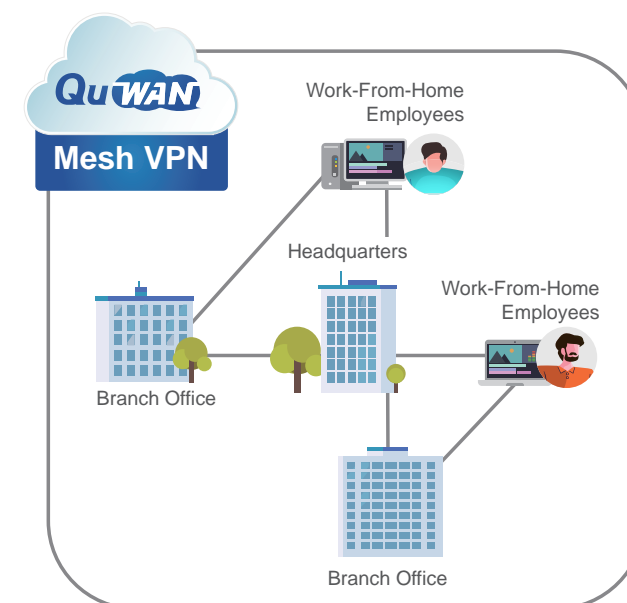 QuWAN
Mesh VPN
Work-From-Home
Employees
Headquarters
Work-From-Home
Employees
Branch Office
Branch Office